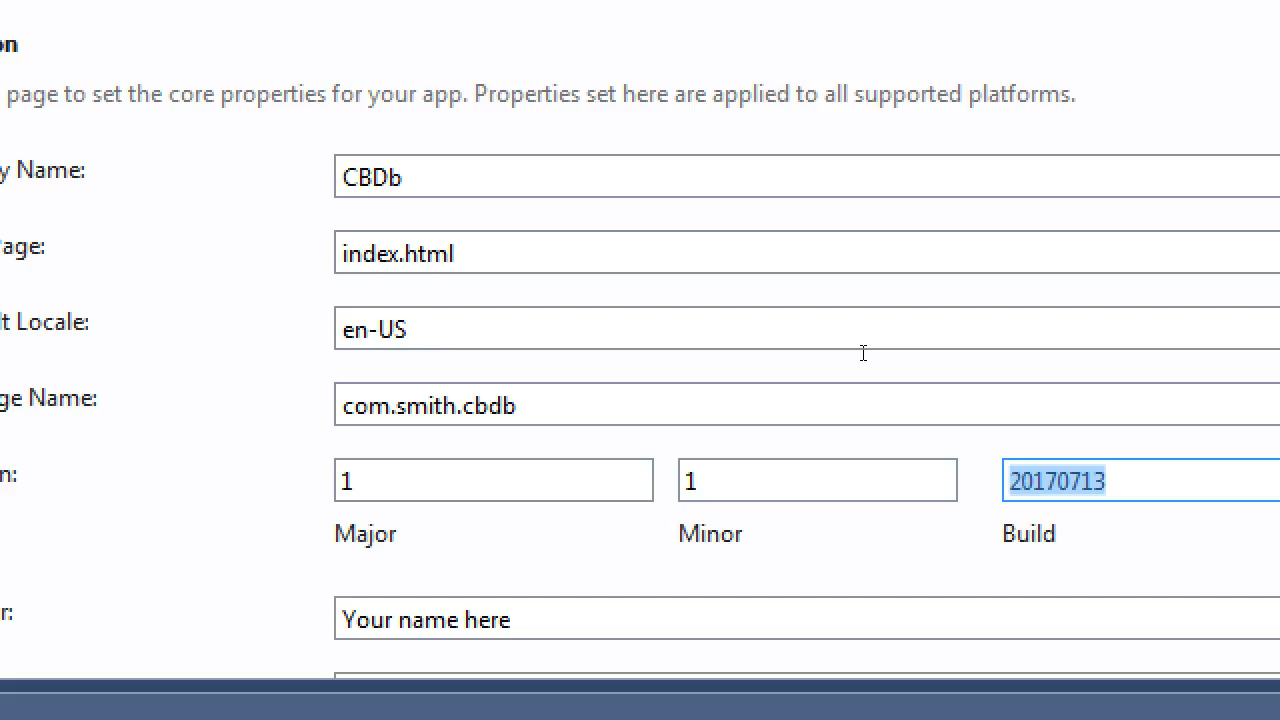 on
page to set the core properties for your app. Properties set here are applied to all supported platforms.
y Name: CBDb
age: index.html
lt Locale: en-US
ge Name: com.smith.cbdb
n: 1 1 20170713
Major Minor Build
r: Your name here